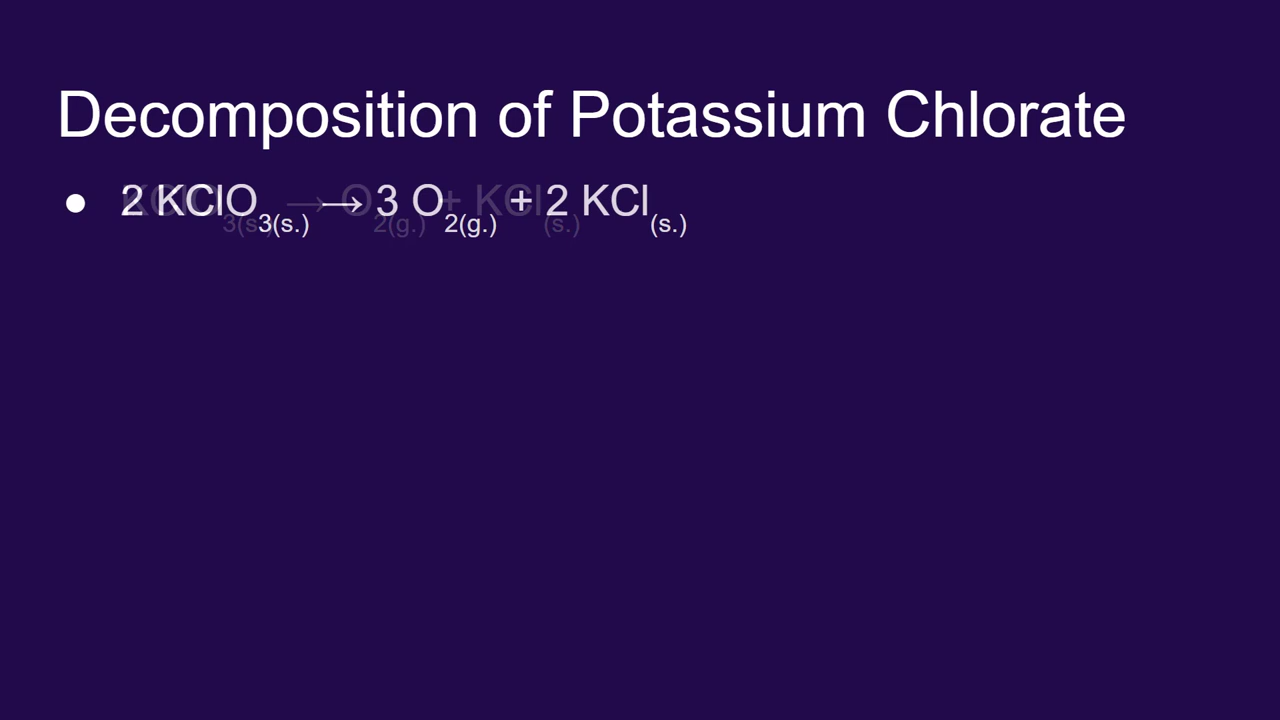 Decomposition of Potassium Chlorate
● 2 KClO3(s.) → 3 O2(g.) + 2 KCl(s.)